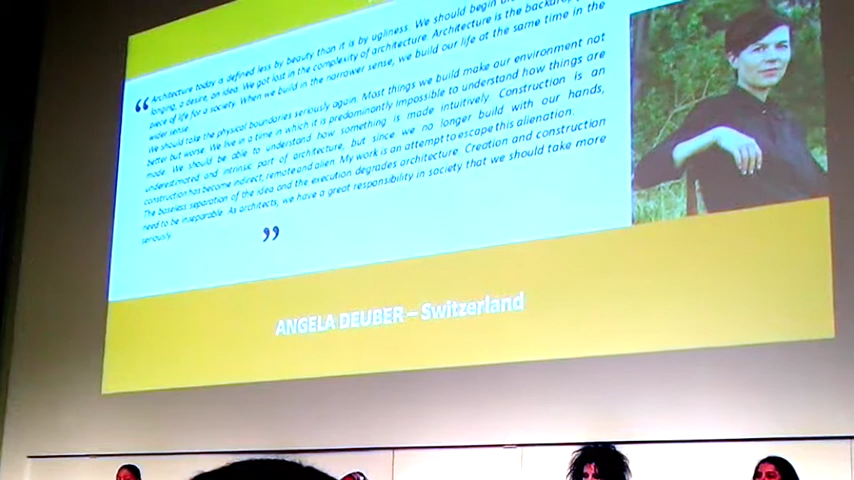 “ Architecture today is defined less by beauty than it is by ugliness. We should begin
longing, a desire, an idea. We got lost in the complexity of architecture. Architecture is the backdrop,
piece of life for a society. When we build in the narrower sense, we build our life at the same time in the
wider sense.
We should take the physical boundaries seriously again. Most things we build make our environment not
better but worse. We live in a time in which it is predominantly impossible to understand how things are
made. We should be able to understand how something is made intuitively. Construction is an
underestimated and intrinsic part of architecture, but since we no longer build with our hands,
construction has become indirect, remote and alien. My work is an attempt to escape this alienation.
The baseless separation of the idea and the execution degrades architecture. Creation and construction
need to be inseparable. As architects, we have a great responsibility in society that we should take more
seriously.
”
ANGELA DEUBER – Switzerland